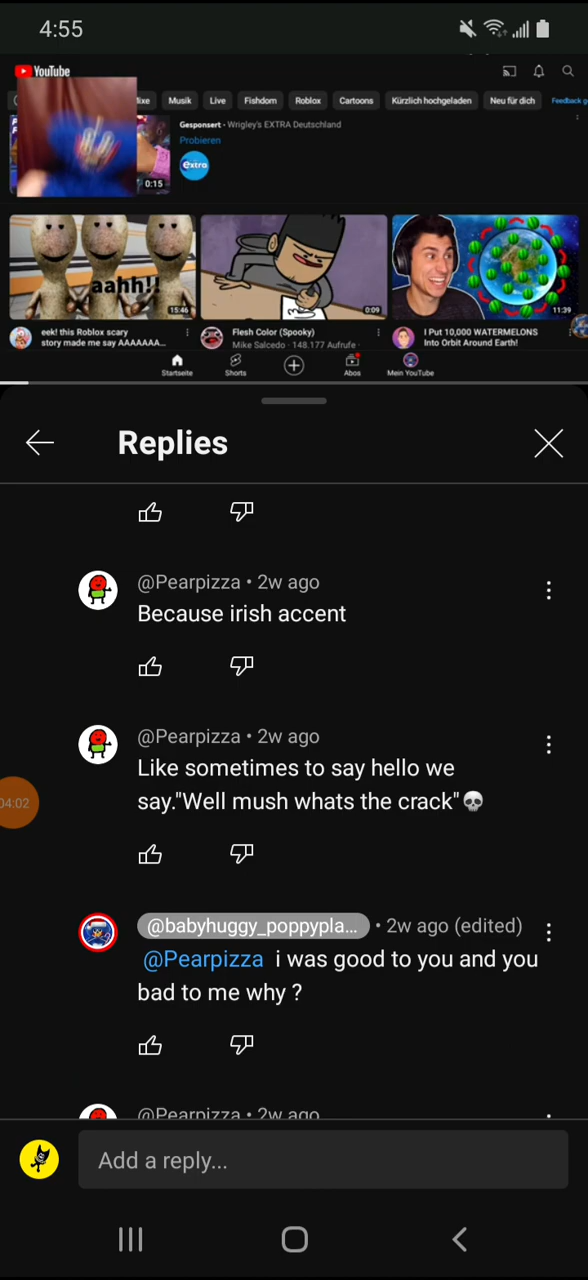 4:55
YouTube
Musik
Live
Fishdom
Roblox
Cartoons
Kürzlich hochgeladen
Neu für dich
Feedback
Gesponsert · Wrigley's EXTRA Deutschland
Probieren
extra
0:15
aahh!!
15:46
0:09
11:39
eek! this Roblox scary
story made me say AAAAAAA...
Flesh Color (Spooky)
Mike Salcedo · 148.177 Aufrufe ·
I Put 10,000 WATERMELONS
Into Orbit Around Earth!
Startseite
Shorts
Abos
Mein YouTube
Replies
@Pearpizza • 2w ago
Because irish accent
@Pearpizza • 2w ago
Like sometimes to say hello we
say."Well mush whats the crack"💀
04:02
@babyhuggy_poppypla... • 2w ago (edited)
@Pearpizza i was good to you and you
bad to me why ?
@Pearpizza • 2w ago
Add a reply...